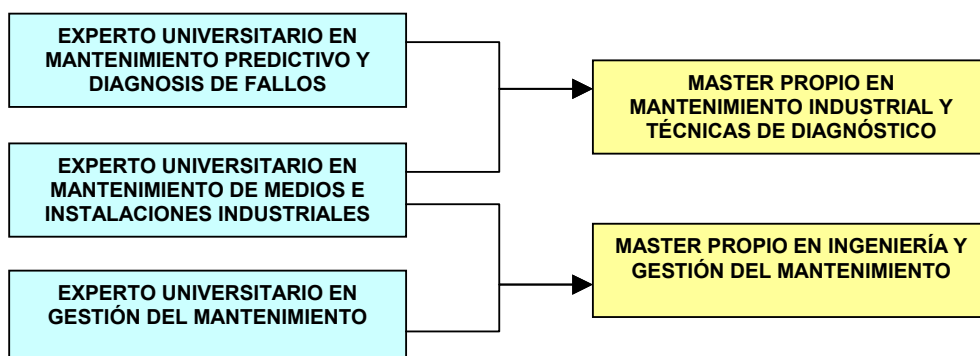 EXPERTO UNIVERSITARIO EN
MANTENIMIENTO PREDICTIVO Y
DIAGNOSIS DE FALLOS
MASTER PROPIO EN
MANTENIMIENTO INDUSTRIAL Y
TÉCNICAS DE DIAGNÓSTICO
EXPERTO UNIVERSITARIO EN
MANTENIMIENTO DE MEDIOS E
INSTALACIONES INDUSTRIALES
MASTER PROPIO EN INGENIERÍA Y
GESTIÓN DEL MANTENIMIENTO
EXPERTO UNIVERSITARIO EN
GESTIÓN DEL MANTENIMIENTO